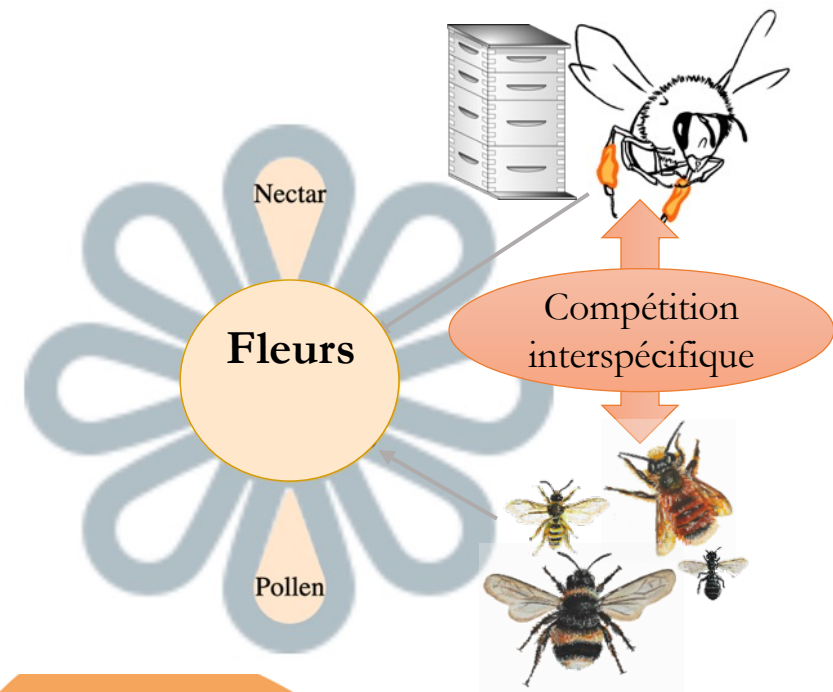 Nectar
Fleurs
Compétition
interspécifique
Pollen